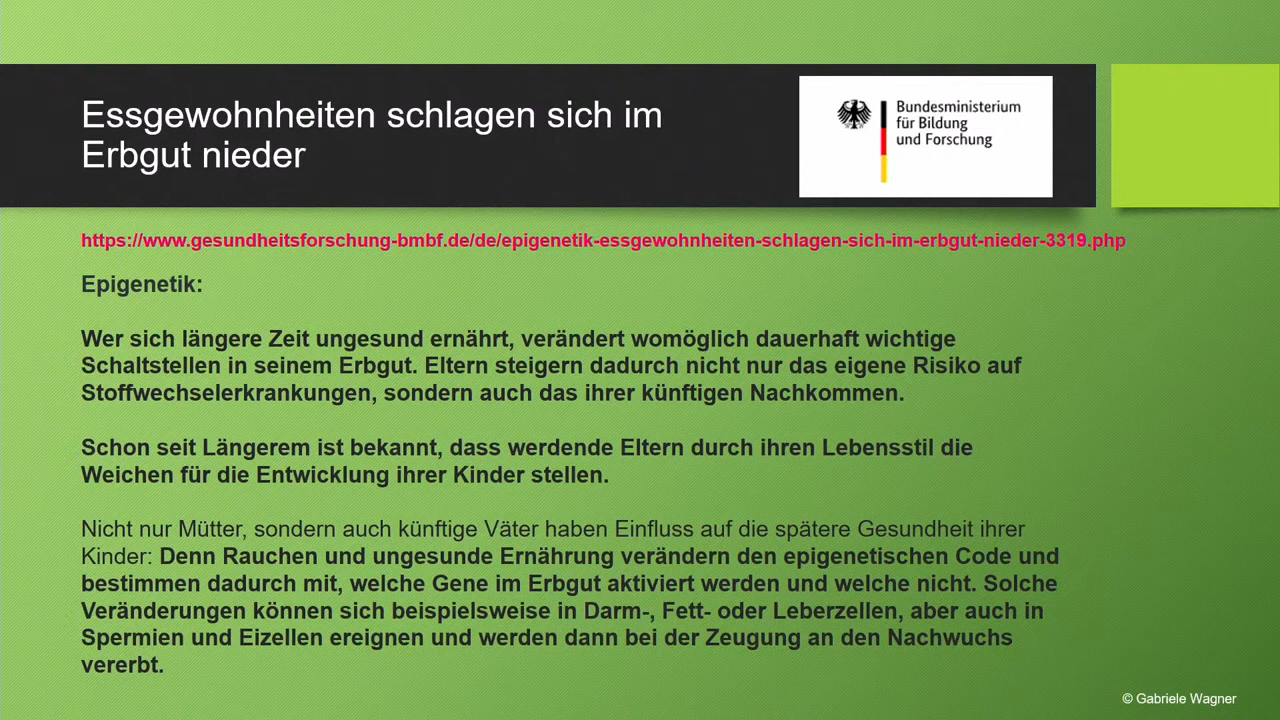 Essgewohnheiten schlagen sich im
Erbgut nieder
Bundesministerium
für Bildung
und Forschung
https://www.gesundheitsforschung-bmbf.de/de/epigenetik-essgewohnheiten-schlagen-sich-im-erbgut-nieder-3319.php
Epigenetik:
Wer sich längere Zeit ungesund ernährt, verändert womöglich dauerhaft wichtige
Schaltstellen in seinem Erbgut. Eltern steigern dadurch nicht nur das eigene Risiko auf
Stoffwechselerkrankungen, sondern auch das ihrer künftigen Nachkommen.
Schon seit Längerem ist bekannt, dass werdende Eltern durch ihren Lebensstil die
Weichen für die Entwicklung ihrer Kinder stellen.
Nicht nur Mütter, sondern auch künftige Väter haben Einfluss auf die spätere Gesundheit ihrer
Kinder: Denn Rauchen und ungesunde Ernährung verändern den epigenetischen Code und
bestimmen dadurch mit, welche Gene im Erbgut aktiviert werden und welche nicht. Solche
Veränderungen können sich beispielsweise in Darm-, Fett- oder Leberzellen, aber auch in
Spermien und Eizellen ereignen und werden dann bei der Zeugung an den Nachwuchs
vererbt.
© Gabriele Wagner